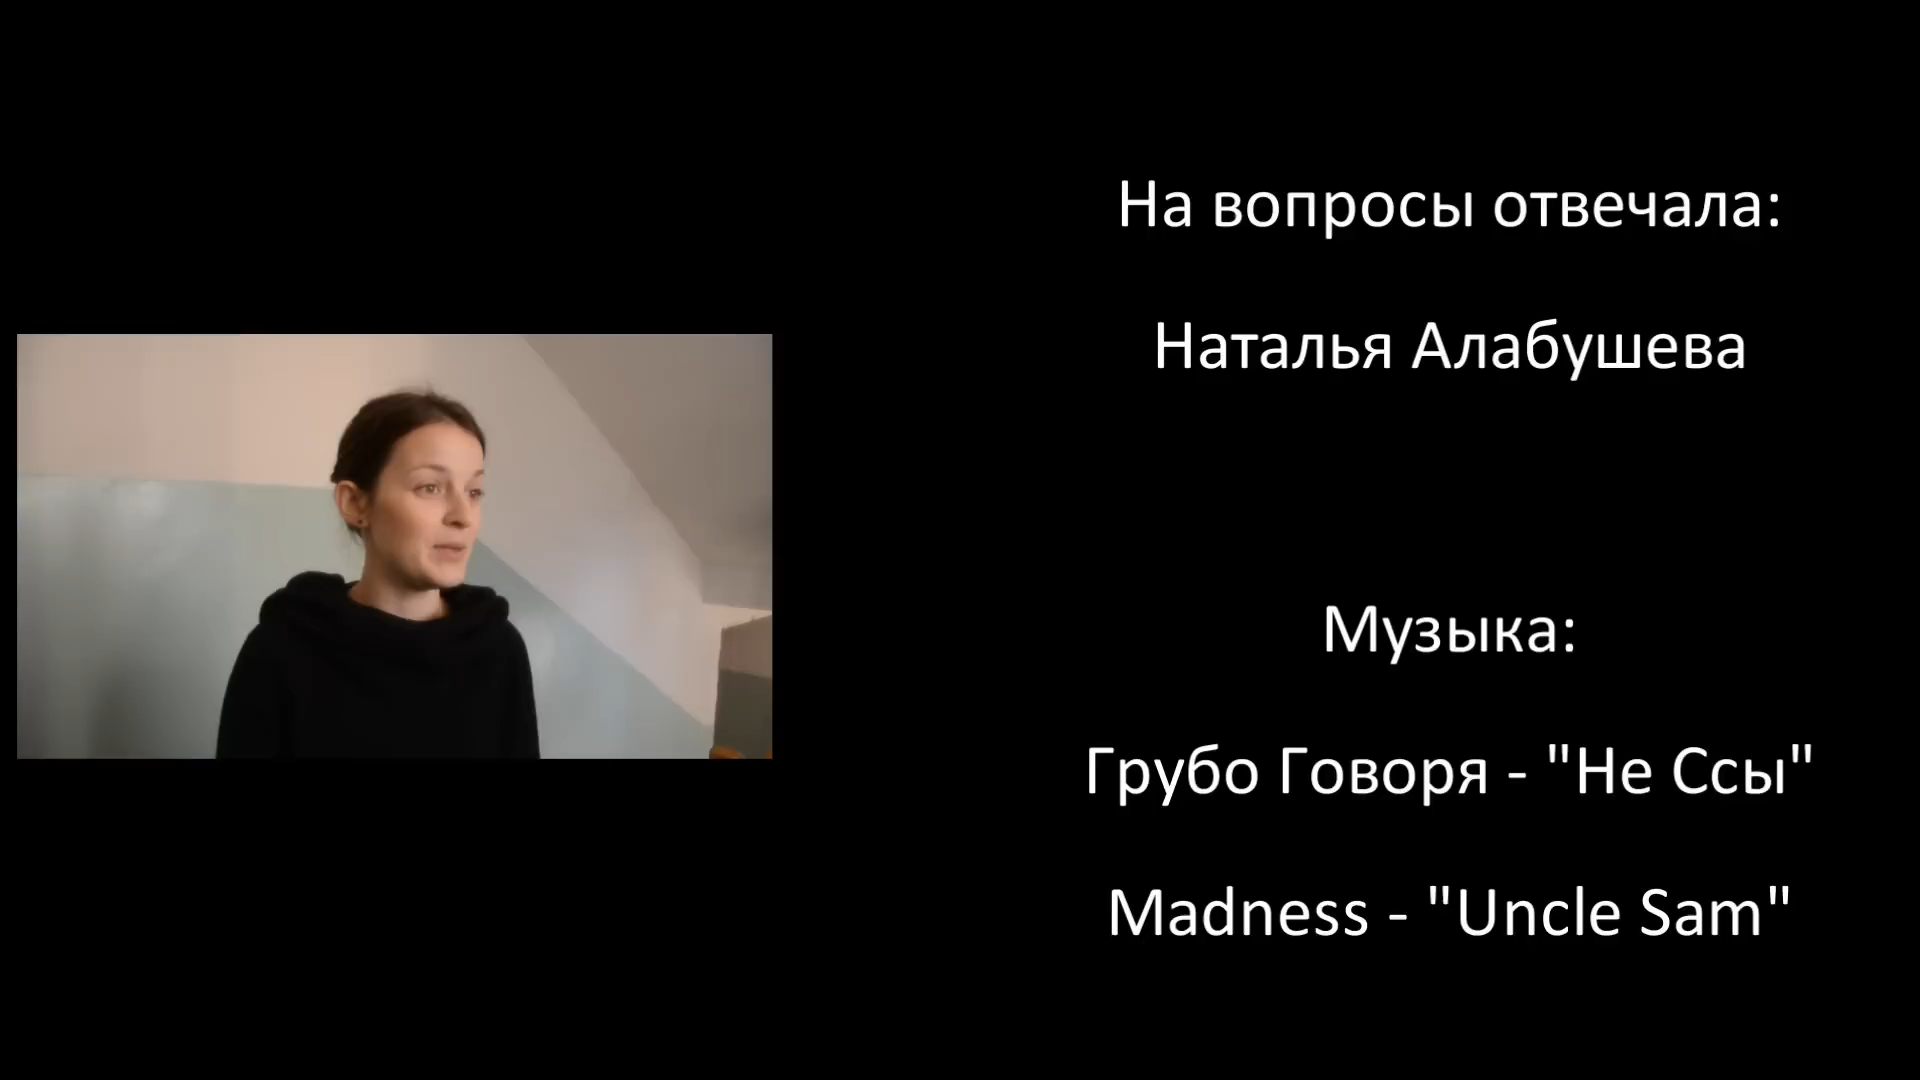 На вопросы отвечала:
Наталья Алабушева
Музыка:
Грубо Говоря - "Не Ссы"
Madness - "Uncle Sam"